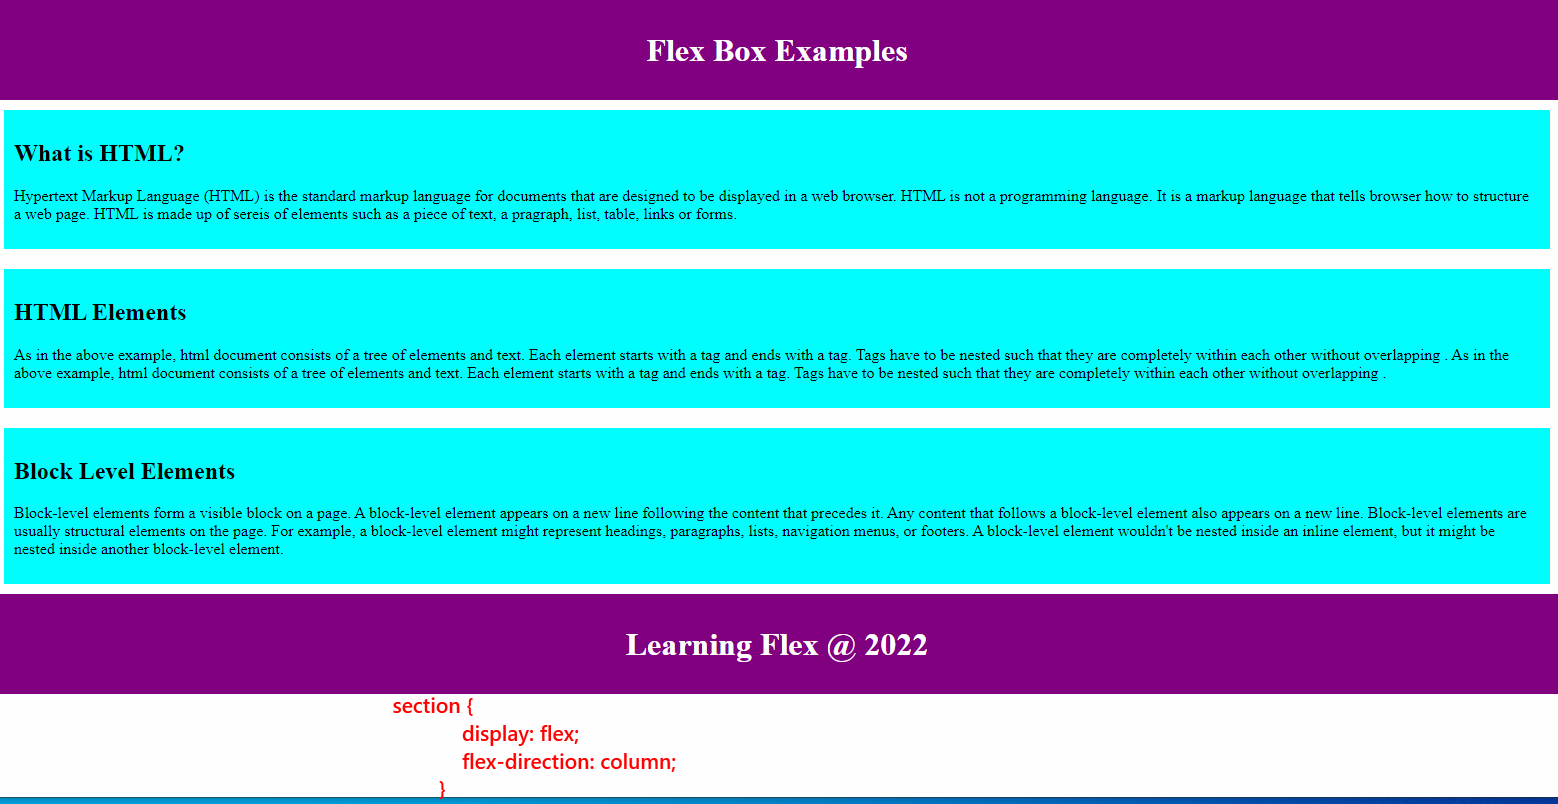 Flex Box Examples
What is HTML?
Hypertext Markup Language (HTML) is the standard markup language for documents that are designed to be displayed in a web browser. HTML is not a programming language. It is a markup language that tells browser how to structure
a web page. HTML is made up of sereis of elements such as a piece of text, a pragraph, list, table, links or forms.
HTML Elements
As in the above example, html document consists of a tree of elements and text. Each element starts with a tag and ends with a tag. Tags have to be nested such that they are completely within each other without overlapping . As in the
above example, html document consists of a tree of elements and text. Each element starts with a tag and ends with a tag. Tags have to be nested such that they are completely within each other without overlapping .
Block Level Elements
Block-level elements form a visible block on a page. A block-level element appears on a new line following the content that precedes it. Any content that follows a block-level element also appears on a new line. Block-level elements are
usually structural elements on the page. For example, a block-level element might represent headings, paragraphs, lists, navigation menus, or footers. A block-level element wouldn't be nested inside an inline element, but it might be
nested inside another block-level element.
Learning Flex @ 2022
section {
display: flex;
flex-direction: column;
}